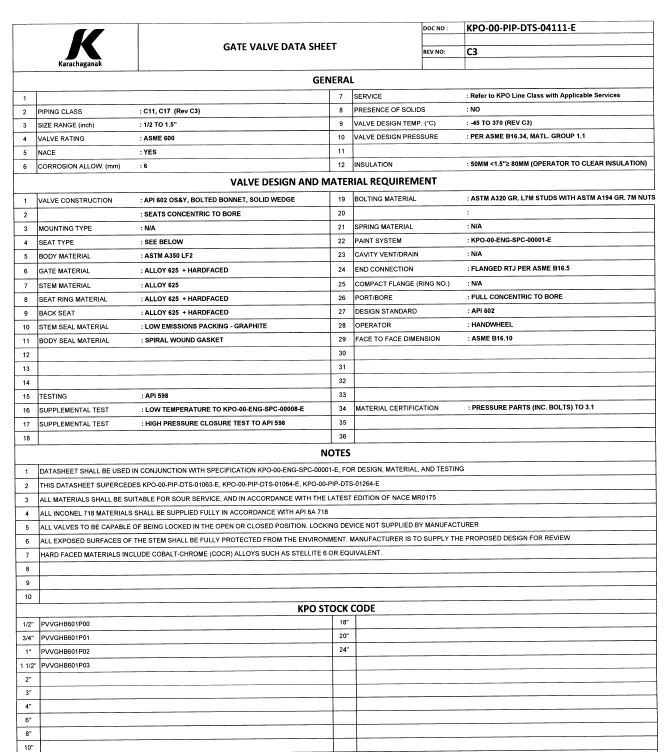 Karachaganak
GATE VALVE DATA SHEET
DOC NO : KPO-00-PIP-DTS-04111-E
REV NO: C3
GENERAL
1
2 PIPING CLASS : C11, C17 (Rev C3)
3 SIZE RANGE (inch) : 1/2 TO 1.5"
4 VALVE RATING : ASME 600
5 NACE : YES
6 CORROSION ALLOW. (mm) : 6
7 SERVICE : Refer to KPO Line Class with Applicable Services
8 PRESENCE OF SOLIDS : NO
9 VALVE DESIGN TEMP. (°C) : -45 TO 370 (REV C3)
10 VALVE DESIGN PRESSURE : PER ASME B16.34, MATL. GROUP 1.1
11
12 INSULATION : 50MM <1.5"≥ 80MM (OPERATOR TO CLEAR INSULATION)
VALVE DESIGN AND MATERIAL REQUIREMENT
1 VALVE CONSTRUCTION : API 602 OS&Y, BOLTED BONNET, SOLID WEDGE
2 : SEATS CONCENTRIC TO BORE
3 MOUNTING TYPE : N/A
4 SEAT TYPE : SEE BELOW
5 BODY MATERIAL : ASTM A350 LF2
6 GATE MATERIAL : ALLOY 625 + HARDFACED
7 STEM MATERIAL : ALLOY 625
8 SEAT RING MATERIAL : ALLOY 625 + HARDFACED
9 BACK SEAT : ALLOY 625 + HARDFACED
10 STEM SEAL MATERIAL : LOW EMISSIONS PACKING - GRAPHITE
11 BODY SEAL MATERIAL : SPIRAL WOUND GASKET
12
13
14
15 TESTING : API 598
16 SUPPLEMENTAL TEST : LOW TEMPERATURE TO KPO-00-ENG-SPC-00008-E
17 SUPPLEMENTAL TEST : HIGH PRESSURE CLOSURE TEST TO API 598
18
19 BOLTING MATERIAL : ASTM A320 GR. L7M STUDS WITH ASTM A194 GR. 7M NUTS
20 :
21 SPRING MATERIAL : N/A
22 PAINT SYSTEM : KPO-00-ENG-SPC-00001-E
23 CAVITY VENT/DRAIN : N/A
24 END CONNECTION : FLANGED RTJ PER ASME B16.5
25 COMPACT FLANGE (RING NO.) : N/A
26 PORT/BORE : FULL CONCENTRIC TO BORE
27 DESIGN STANDARD : API 602
28 OPERATOR : HANDWHEEL
29 FACE TO FACE DIMENSION : ASME B16.10
30
31
32
33
34 MATERIAL CERTIFICATION : PRESSURE PARTS (INC. BOLTS) TO 3.1
35
36
NOTES
1 DATASHEET SHALL BE USED IN CONJUNCTION WITH SPECIFICATION KPO-00-ENG-SPC-00001-E, FOR DESIGN, MATERIAL, AND TESTING
2 THIS DATASHEET SUPERCEDES KPO-00-PIP-DTS-01063-E, KPO-00-PIP-DTS-01064-E, KPO-00-PIP-DTS-01264-E
3 ALL MATERIALS SHALL BE SUITABLE FOR SOUR SERVICE, AND IN ACCORDANCE WITH THE LATEST EDITION OF NACE MR0175
4 ALL INCONEL 718 MATERIALS SHALL BE SUPPLIED FULLY IN ACCORDANCE WITH API 6A 718
5 ALL VALVES TO BE CAPABLE OF BEING LOCKED IN THE OPEN OR CLOSED POSITION. LOCKING DEVICE NOT SUPPLIED BY MANUFACTURER
6 ALL EXPOSED SURFACES OF THE STEM SHALL BE FULLY PROTECTED FROM THE ENVIRONMENT. MANUFACTURER IS TO SUPPLY THE PROPOSED DESIGN FOR REVIEW
7 HARD FACED MATERIALS INCLUDE COBALT-CHROME (COCR) ALLOYS SUCH AS STELLITE 6 OR EQUIVALENT.
8
9
10
KPO STOCK CODE
1/2" PVVGHB601P00
3/4" PVVGHB601P01
1" PVVGHB601P02
1 1/2" PVVGHB601P03
2"
3"
4"
6"
8"
10"
18"
20"
24"